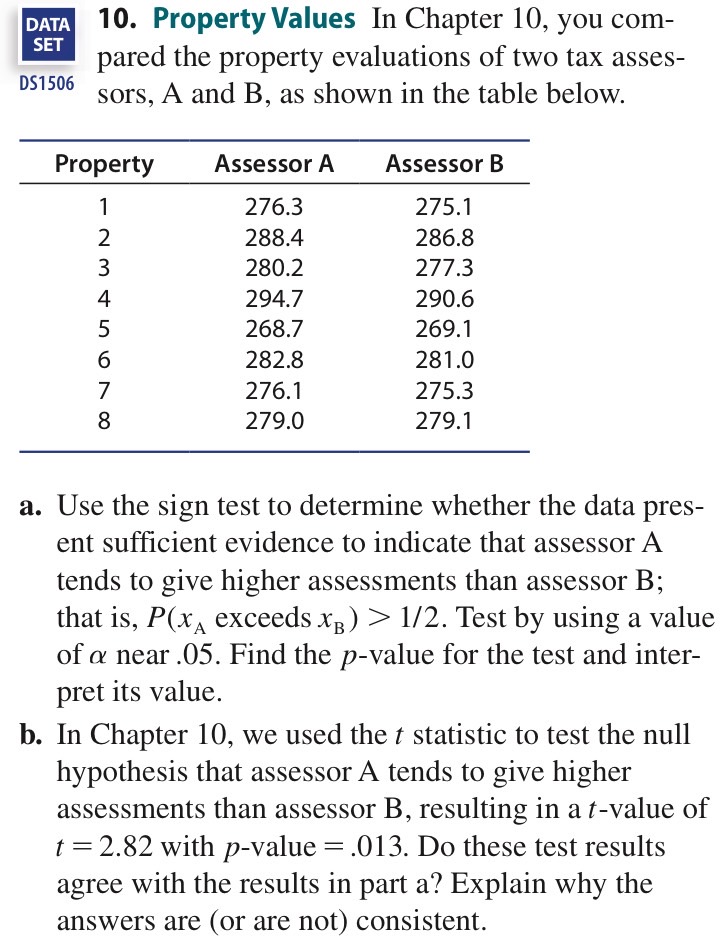 DATA
SET
DS1506
10. Property Values In Chapter 10, you com-
pared the property evaluations of two tax asses-
sors, A and B, as shown in the table below.
Property Assessor A Assessor B
1 276.3 275.1
2 288.4 286.8
3 280.2 277.3
4 294.7 290.6
5 268.7 269.1
6 282.8 281.0
7 276.1 275.3
8 279.0 279.1
a. Use the sign test to determine whether the data pres-
ent sufficient evidence to indicate that assessor A
tends to give higher assessments than assessor B;
that is, P(x_A exceeds x_B) > 1/2. Test by using a value
of α near .05. Find the p-value for the test and inter-
pret its value.
b. In Chapter 10, we used the t statistic to test the null
hypothesis that assessor A tends to give higher
assessments than assessor B, resulting in a t-value of
t = 2.82 with p-value = .013. Do these test results
agree with the results in part a? Explain why the
answers are (or are not) consistent.